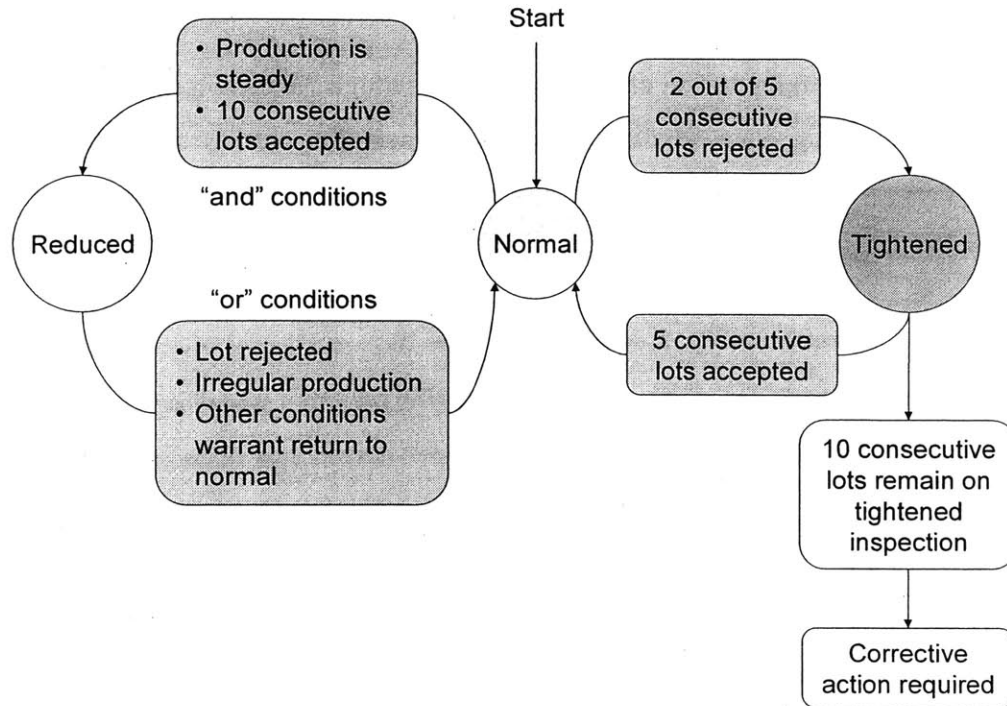 Start
• Production is
steady
• 10 consecutive
lots accepted
"and" conditions
2 out of 5
consecutive
lots rejected
Reduced
Normal
Tightened
"or" conditions
• Lot rejected
• Irregular production
• Other conditions
warrant return to
normal
5 consecutive
lots accepted
10 consecutive
lots remain on
tightened
inspection
Corrective
action required